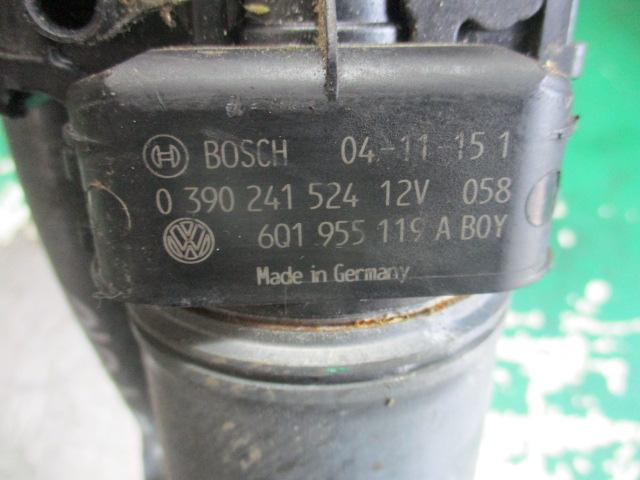 BOSCH 04-11-15 1
0 390 241 524 12V 058
6Q1 955 119 A BOY
Made in Germany